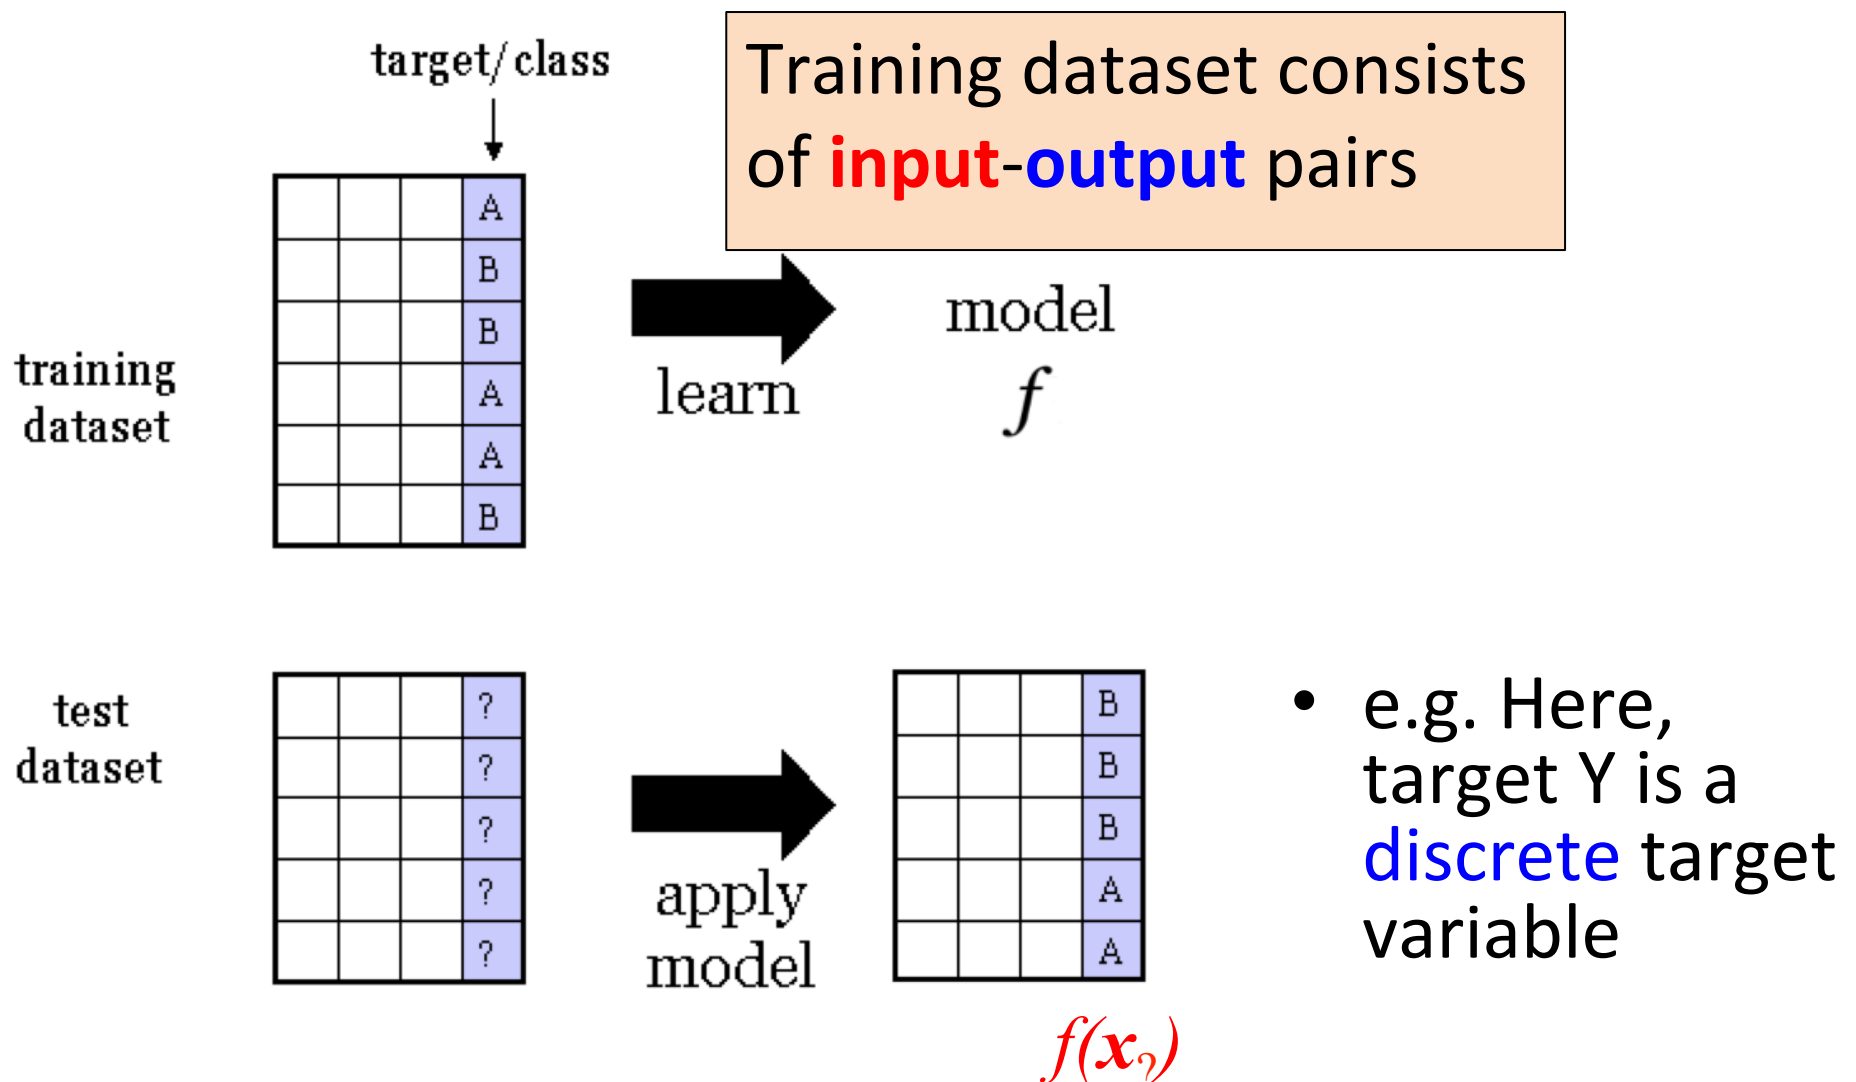 target/class
Training dataset consists
of input-output pairs
training
dataset
A
B
B
A
A
B
learn
model
f
test
dataset
?
?
?
?
?
apply
model
B
B
B
A
A
f(x?)
• e.g. Here,
target Y is a
discrete target
variable